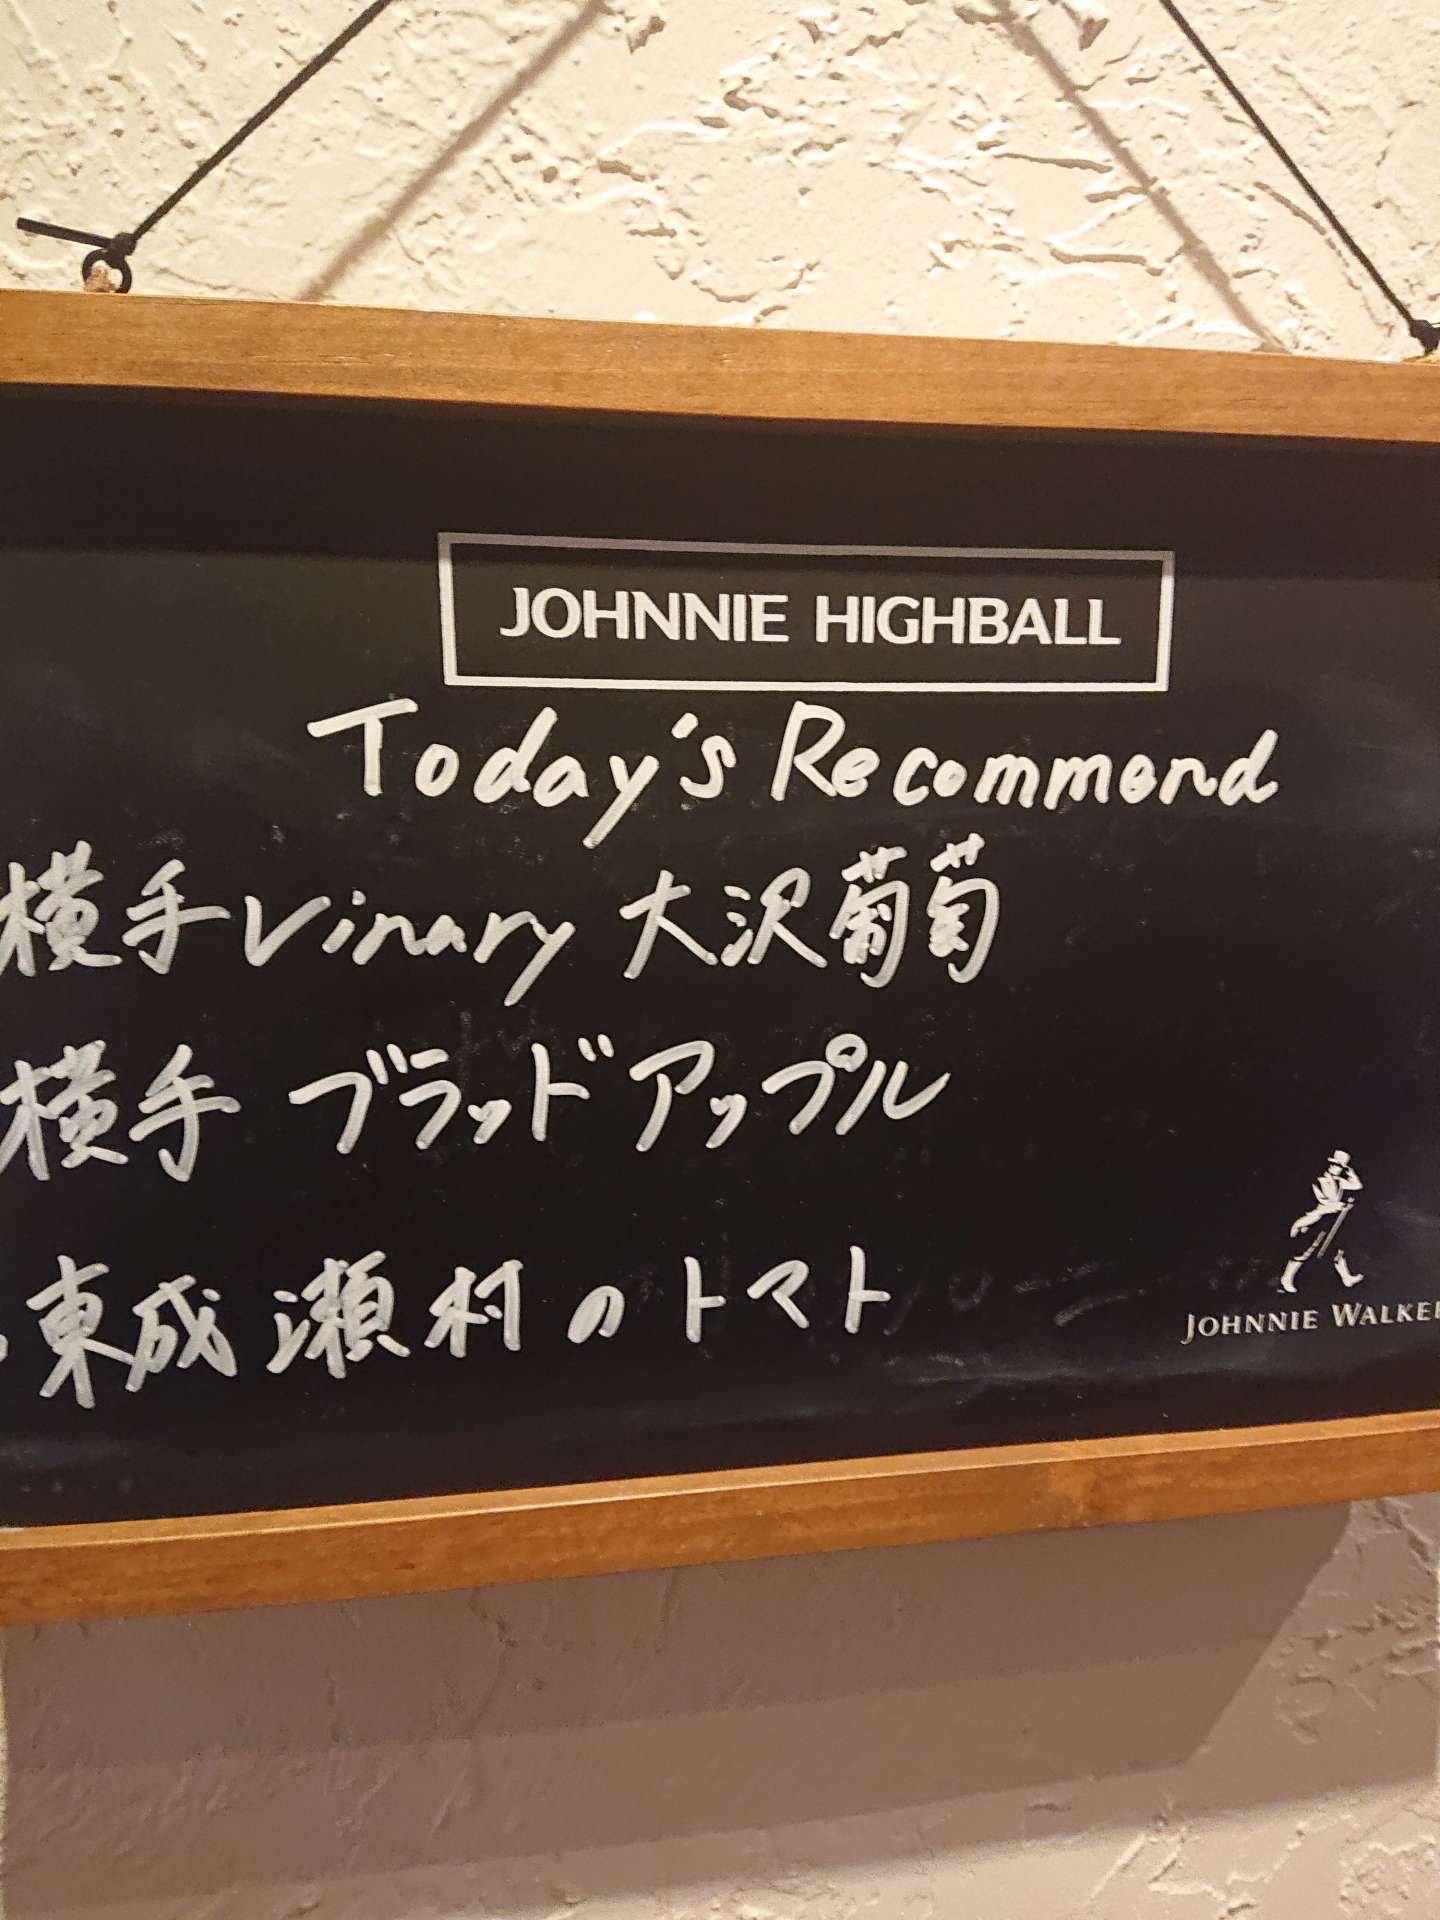 JOHNNIE HIGHBALL
Today's Recommend
横手Vinary 大沢葡萄
横手 ブラッドアップル
・東成瀬村のトマト
JOHNNIE WALKER